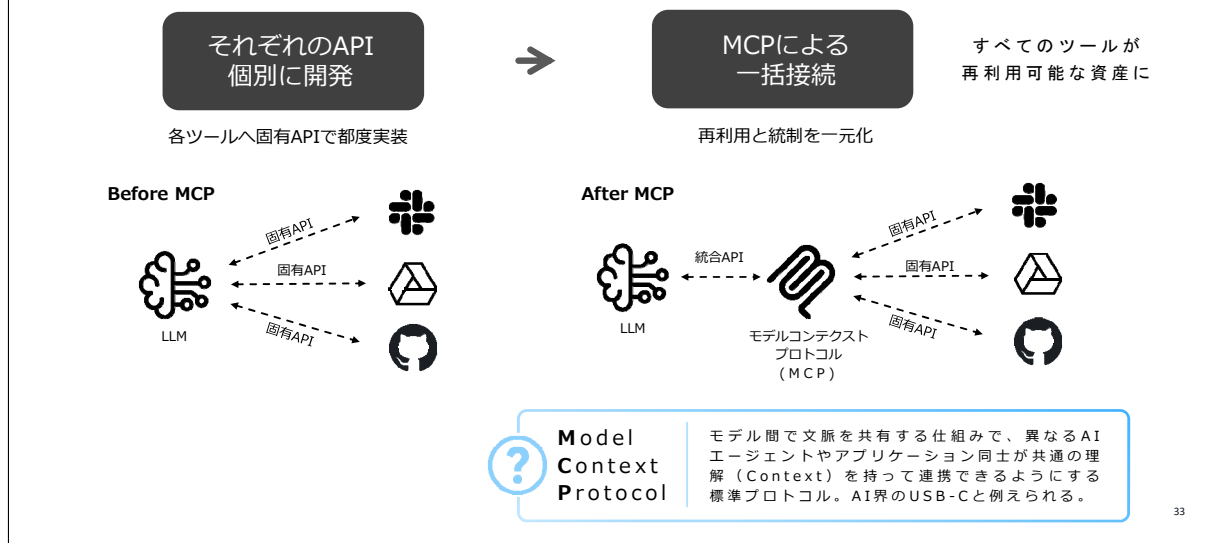 それぞれのAPI
個別に開発
MCPによる
一括接続
すべてのツールが
再利用可能な資産に
各ツールへ固有APIで都度実装
再利用と統制を一元化
Before MCP
固有API
固有API
固有API
LLM
After MCP
統合API
固有API
固有API
固有API
LLM
モデルコンテクスト
プロトコル
(MCP)
?
Model
Context
Protocol
モデル間で文脈を共有する仕組みで、異なるAI
エージェントやアプリケーション同士が共通の理
解（Context）を持って連携できるようにする
標準プロトコル。AI界のUSB-Cと例えられる。
33